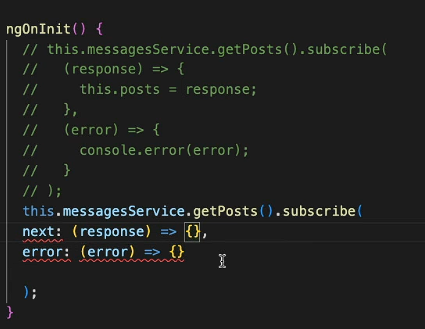 ngOnInit() {
  // this.messagesService.getPosts().subscribe(
  //   (response) => {
  //     this.posts = response;
  //   },
  //   (error) => {
  //     console.error(error);
  //   }
  // );
  this.messagesService.getPosts().subscribe(
  next: (response) => {},
  error: (error) => {}
  );
}